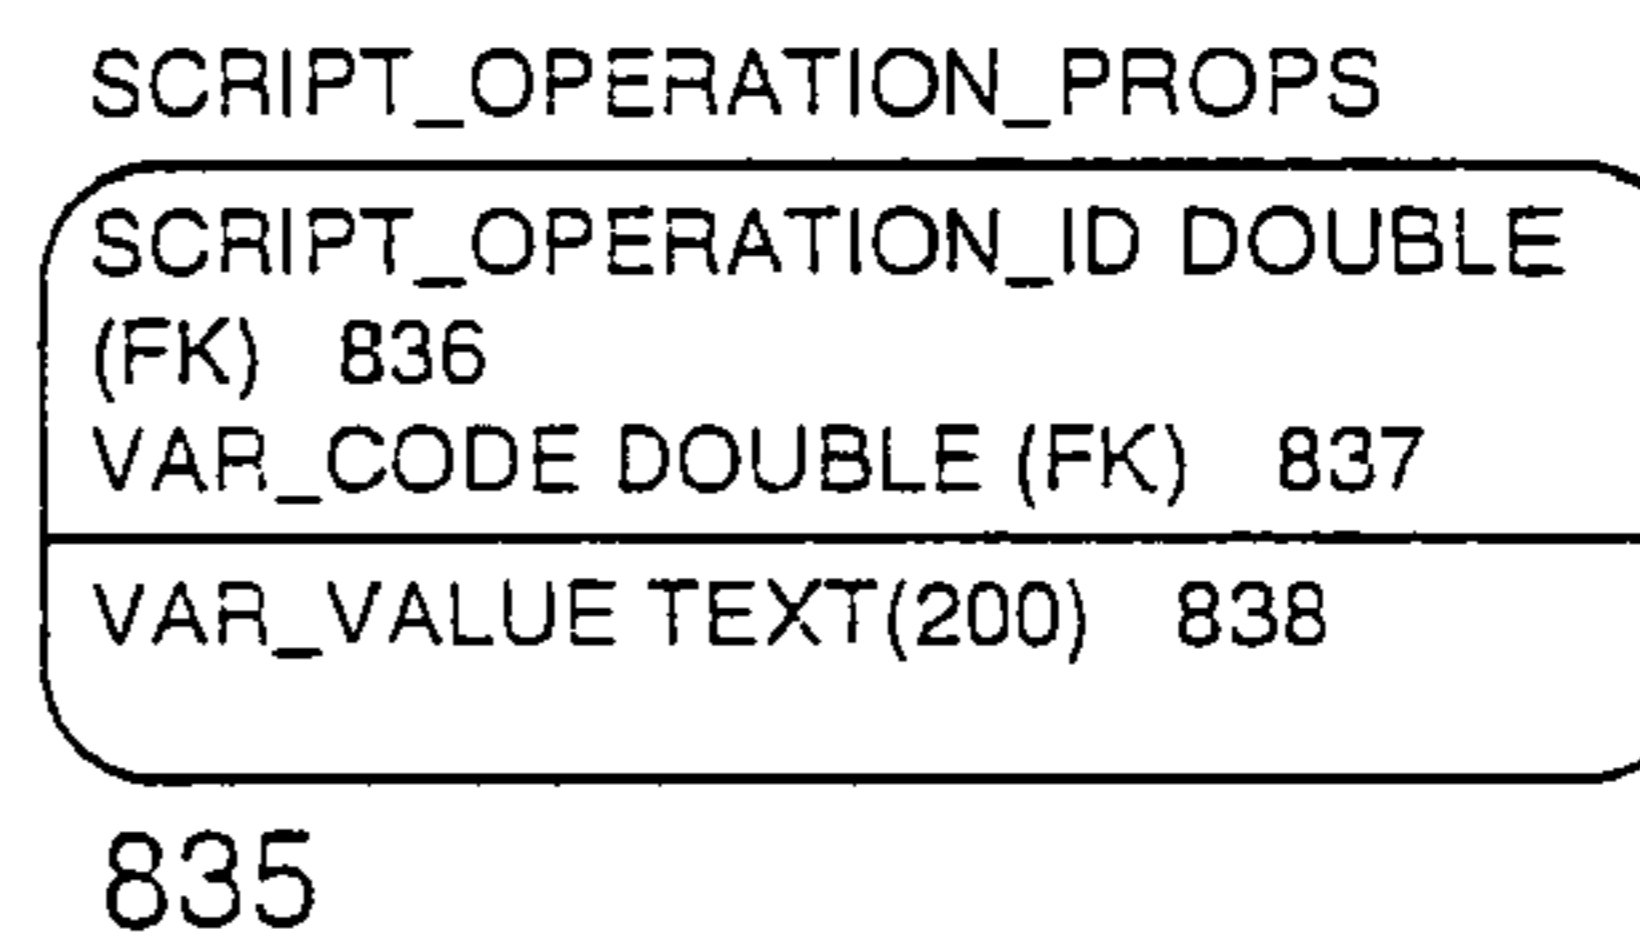 SCRIPT_OPERATION_PROPS
SCRIPT_OPERATION_ID DOUBLE
(FK) 836
VAR_CODE DOUBLE (FK) 837
VAR_VALUE TEXT(200) 838
835